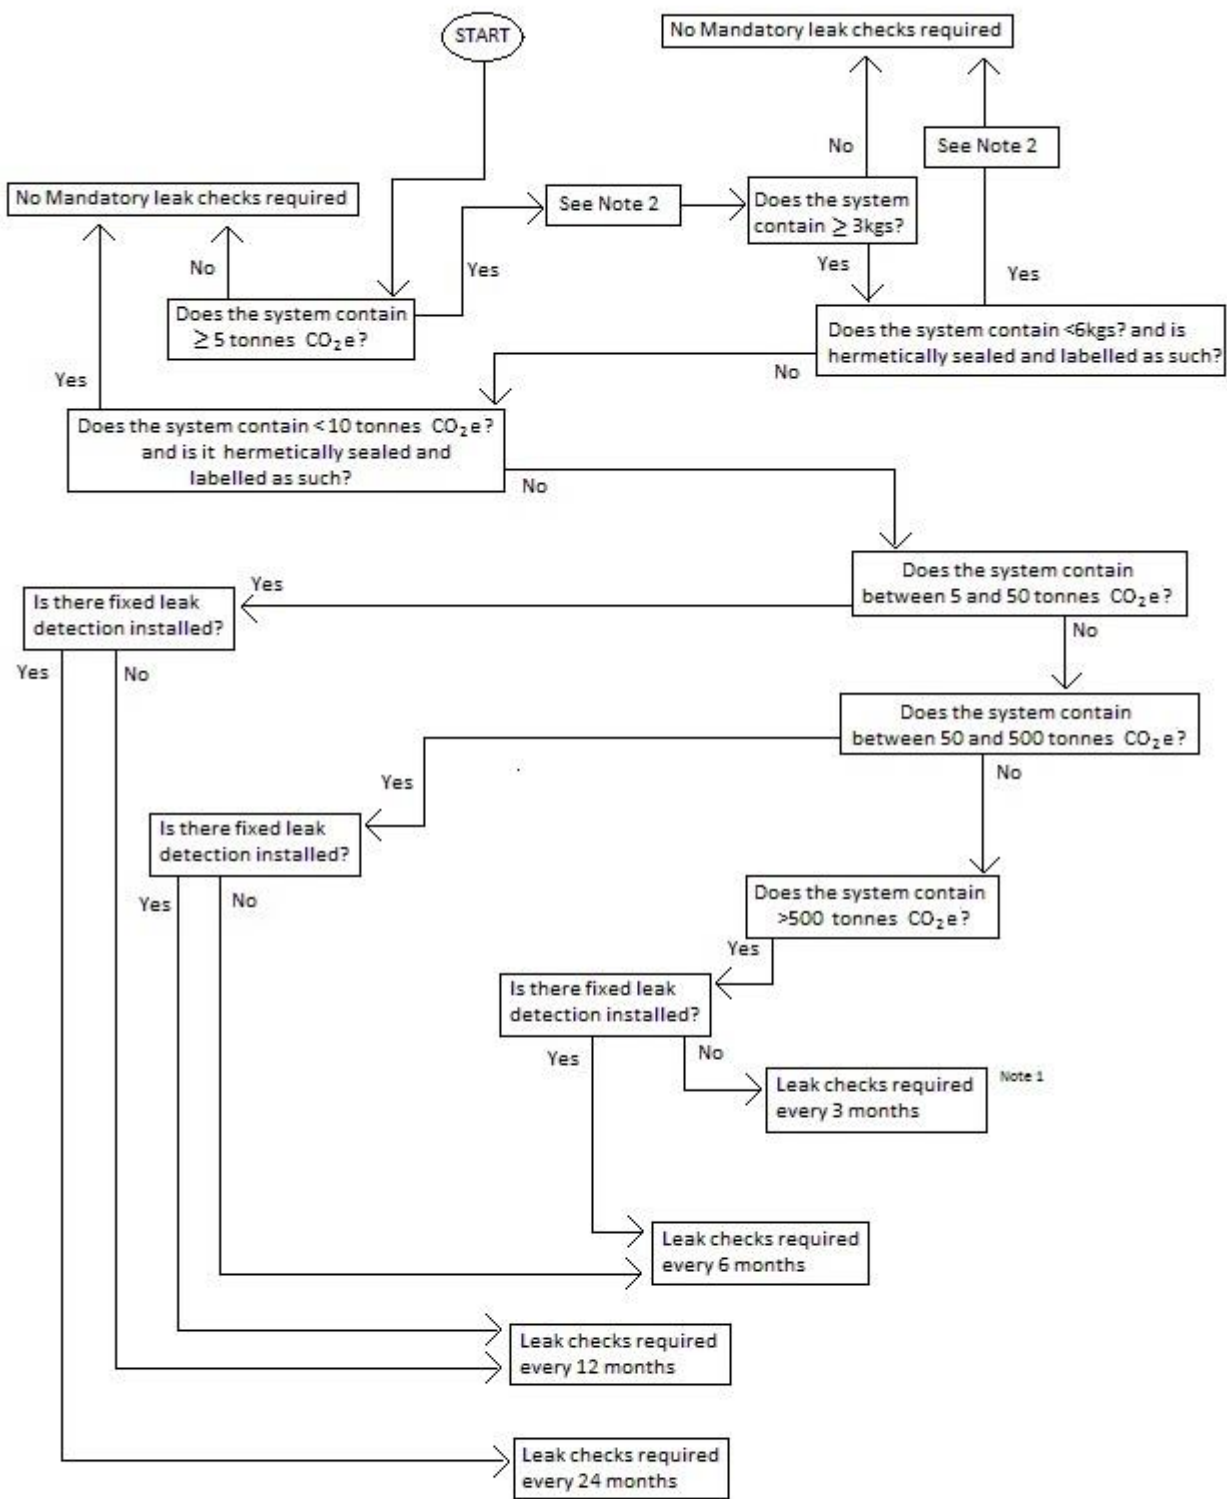 START
No Mandatory leak checks required
No
See Note 2
No Mandatory leak checks required
See Note 2
Does the system
contain ≥ 3kgs?
No
Yes
Yes
Yes
Does the system contain
≥ 5 tonnes CO₂e?
Does the system contain <6kgs? and is
hermetically sealed and labelled as such?
Yes
No
Does the system contain <10 tonnes CO₂e?
and is it hermetically sealed and
labelled as such?
No
Does the system contain
between 5 and 50 tonnes CO₂e?
Yes
Is there fixed leak
detection installed?
No
Yes
No
Does the system contain
between 50 and 500 tonnes CO₂e?
No
Yes
Is there fixed leak
detection installed?
Yes
No
Does the system contain
>500 tonnes CO₂e?
Yes
Is there fixed leak
detection installed?
Yes
No
Leak checks required
every 3 months
Note 1
Leak checks required
every 6 months
Leak checks required
every 12 months
Leak checks required
every 24 months